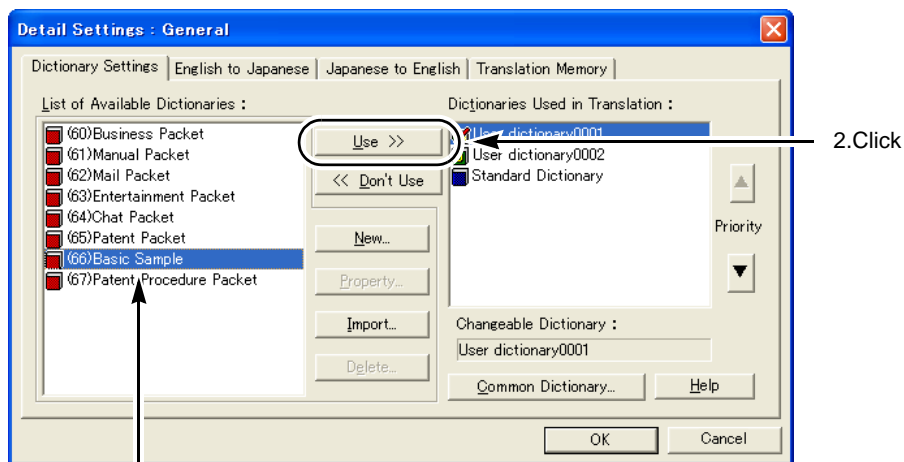 Detail Settings : General
Dictionary Settings English to Japanese Japanese to English Translation Memory
List of Available Dictionaries :
(60)Business Packet
(61)Manual Packet
(62)Mail Packet
(63)Entertainment Packet
(64)Chat Packet
(65)Patent Packet
(66)Basic Sample
(67)Patent Procedure Packet
Use >>
<< Don't Use
New...
Property...
Import...
Delete...
Dictionaries Used in Translation :
User dictionary0001
User dictionary0002
Standard Dictionary
Priority
Changeable Dictionary :
User dictionary0001
Common Dictionary...
Help
OK
Cancel
2.Click